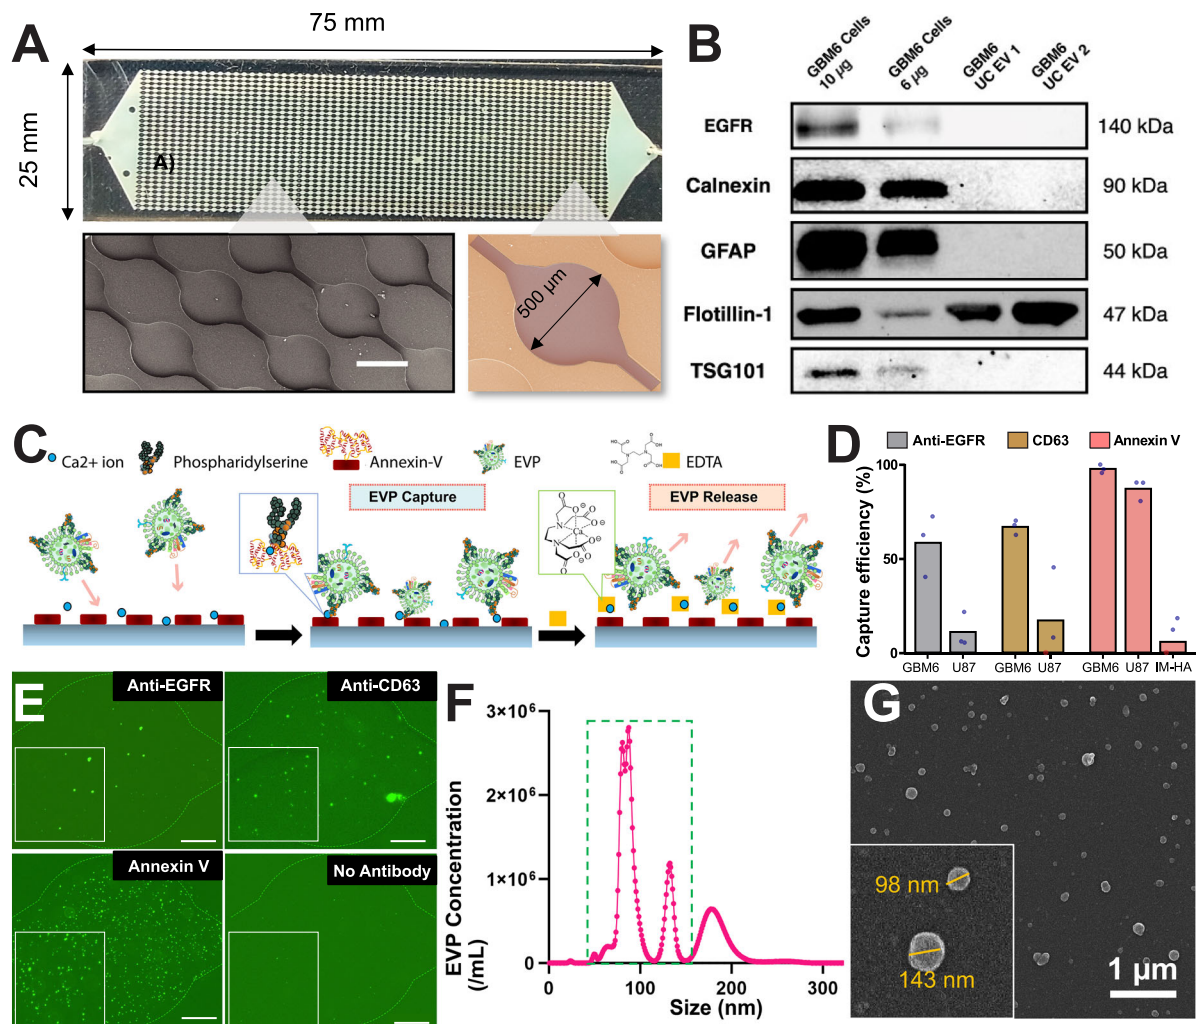 A
75 mm
25 mm
A)
500 µm
B
GBM6 Cells
10 µg
GBM6 Cells
6 µg
GBM6
UC EV 1
GBM6
UC EV 2
EGFR
140 kDa
Calnexin
90 kDa
GFAP
50 kDa
Flotillin-1
47 kDa
TSG101
44 kDa
C
Ca2+ ion
Phospharidylserine
Annexin-V
EVP
EDTA
EVP Capture
EVP Release
D
Anti-EGFR
CD63
Annexin V
Capture efficiency (%)
100
50
0
GBM6
U87
GBM6
U87
GBM6
U87
IM-HA
E
Anti-EGFR
Anti-CD63
Annexin V
No Antibody
F
EVP Concentration
(/mL)
3×10⁶
2×10⁶
1×10⁶
0
0
100
200
300
Size (nm)
G
98 nm
143 nm
1 µm